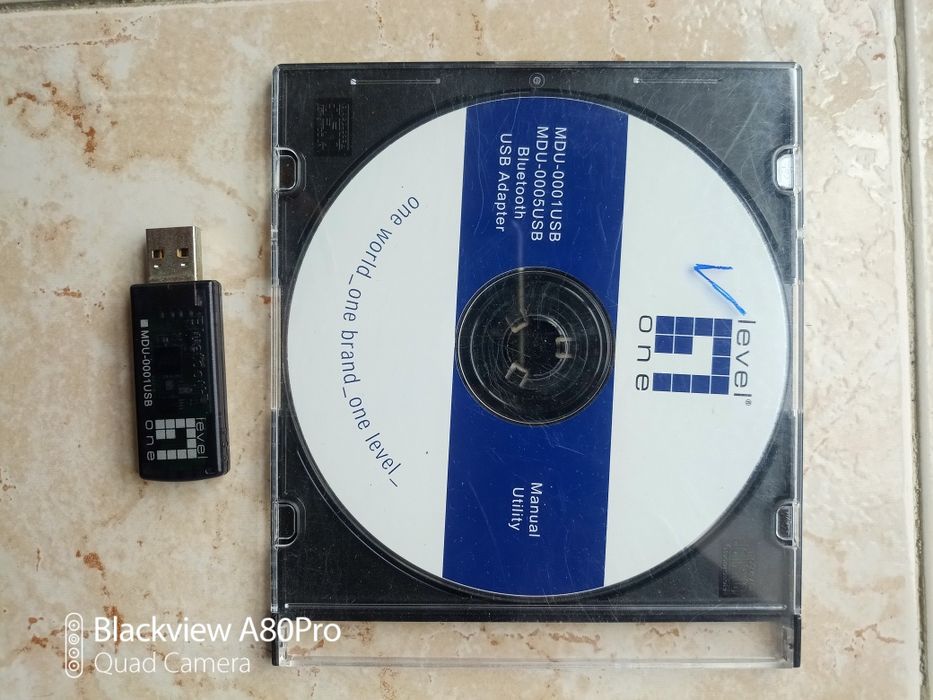 MDU-0001USB
level
one
MDU-0001USB
MDU-0005USB
Bluetooth
USB Adapter
level®
one
one world_one brand_one level_
Manual
Utility
Blackview A80Pro
Quad Camera